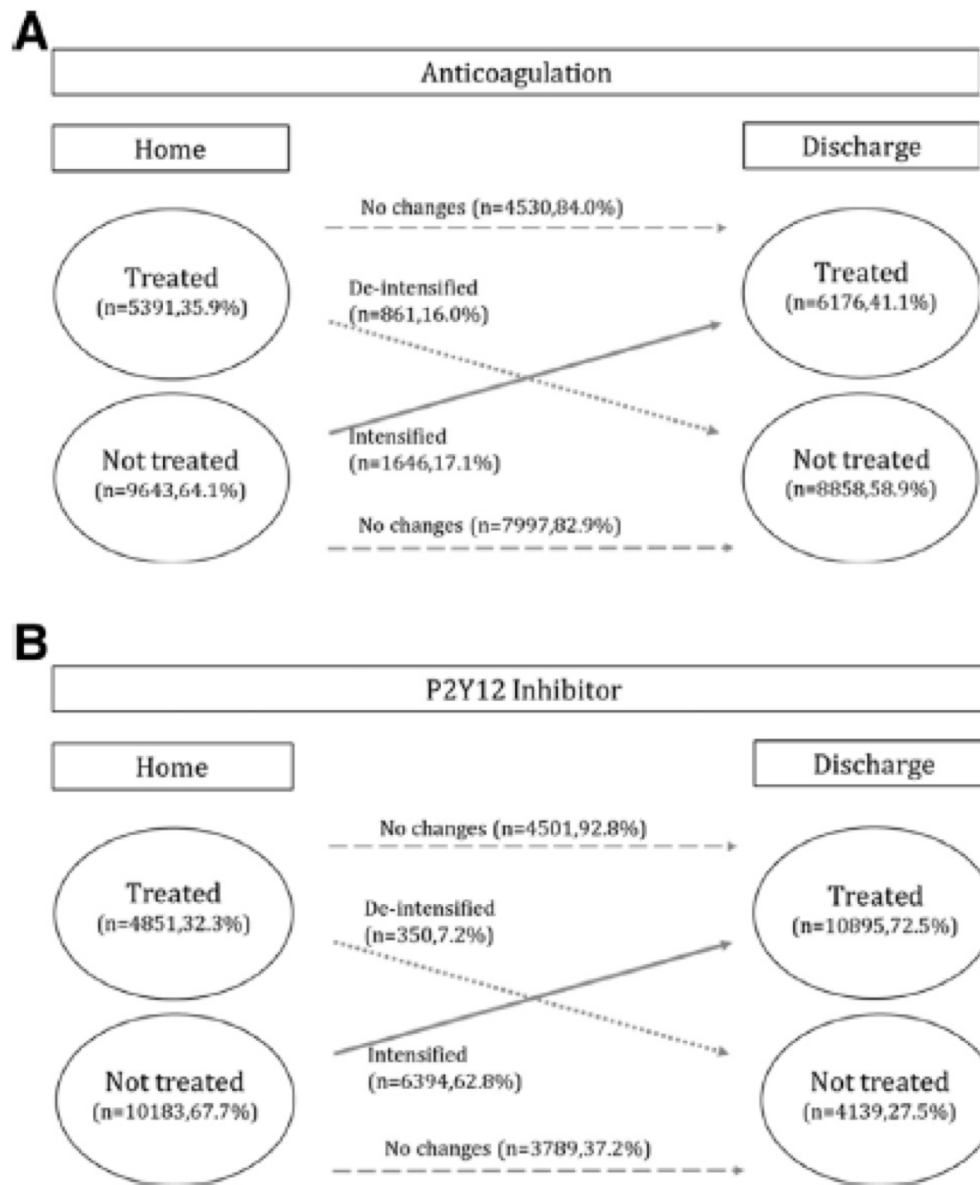 A
Anticoagulation
Home
Discharge
No changes (n=4530,84.0%)
Treated
(n=5391,35.9%)
De-intensified
(n=861,16.0%)
Treated
(n=6176,41.1%)
Not treated
(n=9643,64.1%)
Intensified
(n=1646,17.1%)
Not treated
(n=8858,58.9%)
No changes (n=7997,82.9%)
B
P2Y12 Inhibitor
Home
Discharge
No changes (n=4501,92.8%)
Treated
(n=4851,32.3%)
De-intensified
(n=350,7.2%)
Treated
(n=10895,72.5%)
Not treated
(n=10183,67.7%)
Intensified
(n=6394,62.8%)
Not treated
(n=4139,27.5%)
No changes (n=3789,37.2%)